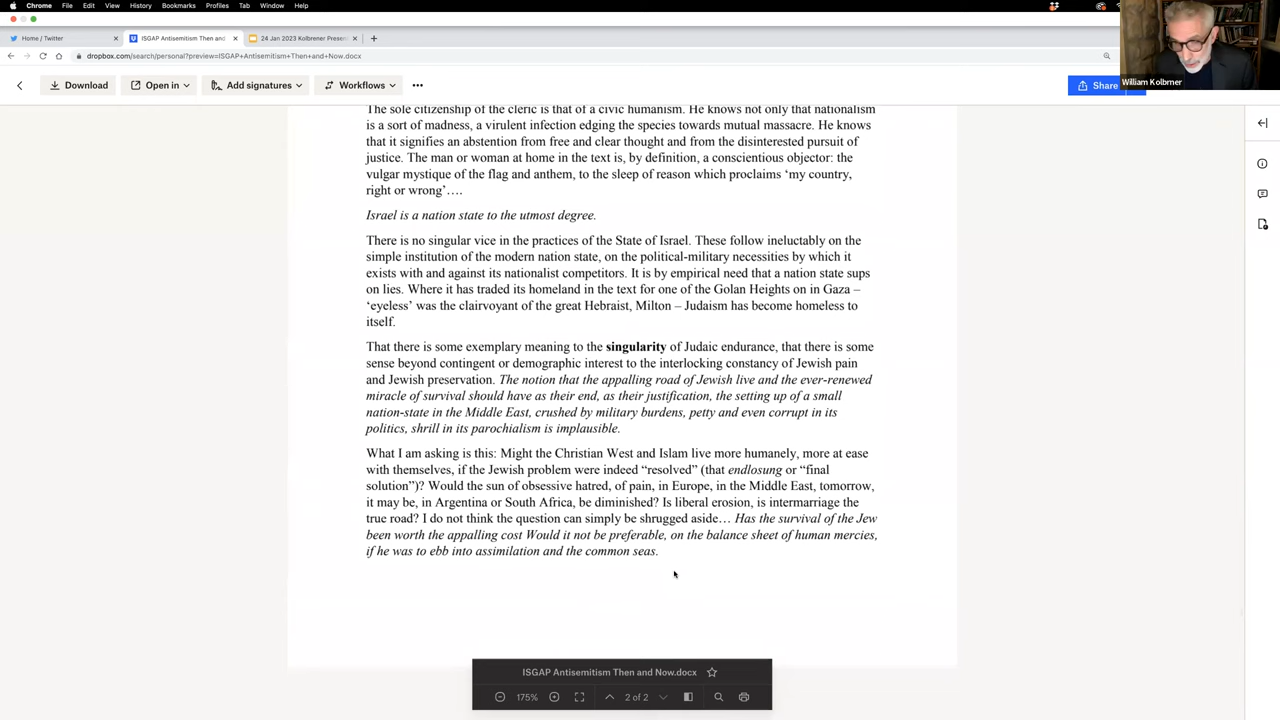 Chrome File Edit View History Bookmarks Profiles Tab Window Help
Home / Twitter × ISGAP Antisemitism Then and × 24 Jan 2023 Kolbrener Presen × +
dropbox.com/search/personal?preview=ISGAP+Antisemitism+Then+and+Now.docx
William Kolbrner
Download Open in Add signatures Workflows ••• Share
The sole citizenship of the cleric is that of a civic humanism. He knows not only that nationalism
is a sort of madness, a virulent infection edging the species towards mutual massacre. He knows
that it signifies an abstention from free and clear thought and from the disinterested pursuit of
justice. The man or woman at home in the text is, by definition, a conscientious objector: the
vulgar mystique of the flag and anthem, to the sleep of reason which proclaims ‘my country,
right or wrong’….
Israel is a nation state to the utmost degree.
There is no singular vice in the practices of the State of Israel. These follow ineluctably on the
simple institution of the modern nation state, on the political-military necessities by which it
exists with and against its nationalist competitors. It is by empirical need that a nation state sups
on lies. Where it has traded its homeland in the text for one of the Golan Heights on in Gaza –
‘eyeless’ was the clairvoyant of the great Hebraist, Milton – Judaism has become homeless to
itself.
That there is some exemplary meaning to the singularity of Judaic endurance, that there is some
sense beyond contingent or demographic interest to the interlocking constancy of Jewish pain
and Jewish preservation. The notion that the appalling road of Jewish live and the ever-renewed
miracle of survival should have as their end, as their justification, the setting up of a small
nation-state in the Middle East, crushed by military burdens, petty and even corrupt in its
politics, shrill in its parochialism is implausible.
What I am asking is this: Might the Christian West and Islam live more humanely, more at ease
with themselves, if the Jewish problem were indeed “resolved” (that endlosung or “final
solution”)? Would the sun of obsessive hatred, of pain, in Europe, in the Middle East, tomorrow,
it may be, in Argentina or South Africa, be diminished? Is liberal erosion, is intermarriage the
true road? I do not think the question can simply be shrugged aside… Has the survival of the Jew
been worth the appalling cost Would it not be preferable, on the balance sheet of human mercies,
if he was to ebb into assimilation and the common seas.
ISGAP Antisemitism Then and Now.docx
175% 2 of 2